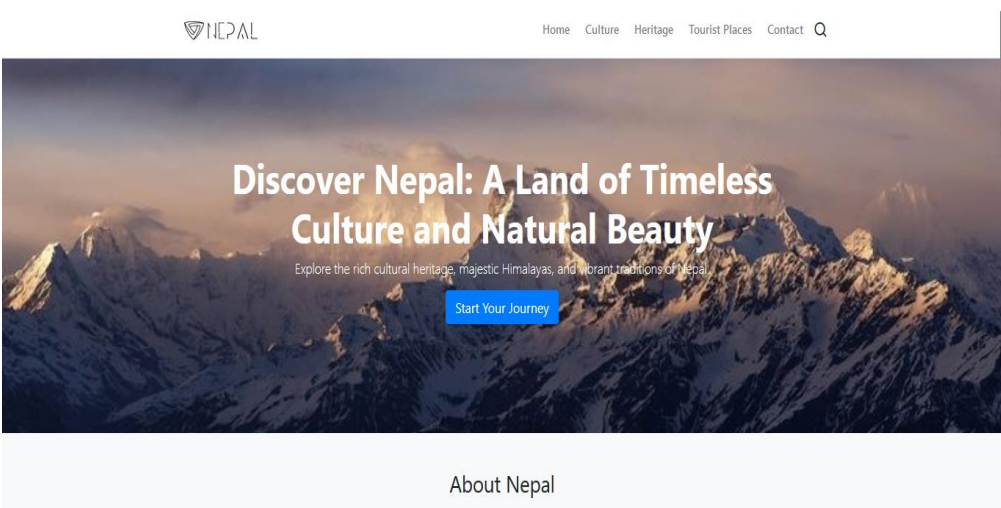 NEPAL
Home Culture Heritage Tourist Places Contact
Discover Nepal: A Land of Timeless
Culture and Natural Beauty
Explore the rich cultural heritage, majestic Himalayas, and vibrant traditions of Nepal.
Start Your Journey
About Nepal